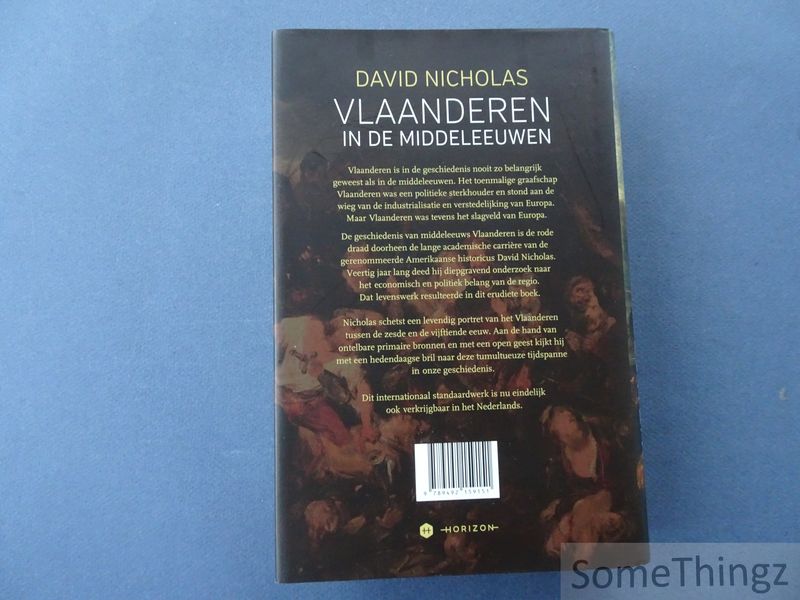 DAVID NICHOLAS
VLAANDEREN
IN DE MIDDELEEUWEN
Vlaanderen is in de geschiedenis nooit zo belangrijk
geweest als in de middeleeuwen. Het toenmalige graafschap
Vlaanderen was een politieke sterkhouder en stond aan de
wieg van de industrialisatie en verstedelijking van Europa.
Maar Vlaanderen was tevens het slagveld van Europa.
De geschiedenis van middeleeuws Vlaanderen is de rode
draad doorheen de lange academische carrière van de
gerenommeerde Amerikaanse historicus David Nicholas.
Veertig jaar lang deed hij diepgravend onderzoek naar
het economisch en politiek belang van de regio.
Dat levenswerk resulteerde in dit erudiete boek.
Nicholas schetst een levendig portret van het Vlaanderen
tussen de zesde en de vijftiende eeuw. Aan de hand van
ontelbare primaire bronnen en met een open geest kijkt hij
met een hedendaagse bril naar deze tumultueuze tijdspanne
in onze geschiedenis.
Dit internationaal standaardwerk is nu eindelijk
ook verkrijgbaar in het Nederlands.
9 789492 159151
H HORIZON
SomeThingz